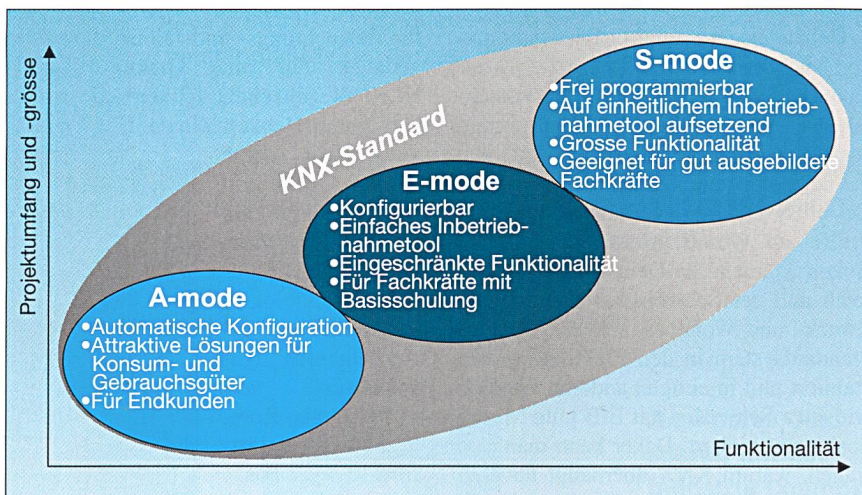 Projektumfang und -grösse
KNX-Standard
S-mode
•Frei programmierbar
•Auf einheitlichem Inbetrieb-
nahmetool aufsetzend
•Grosse Funktionalität
•Geeignet für gut ausgebildete
Fachkräfte
E-mode
•Konfigurierbar
•Einfaches Inbetrieb-
nahmetool
•Eingeschränkte Funktionalität
•Für Fachkräfte mit
Basisschulung
A-mode
•Automatische Konfiguration
•Attraktive Lösungen für
Konsum- und
Gebrauchsgüter
•Für Endkunden
Funktionalität